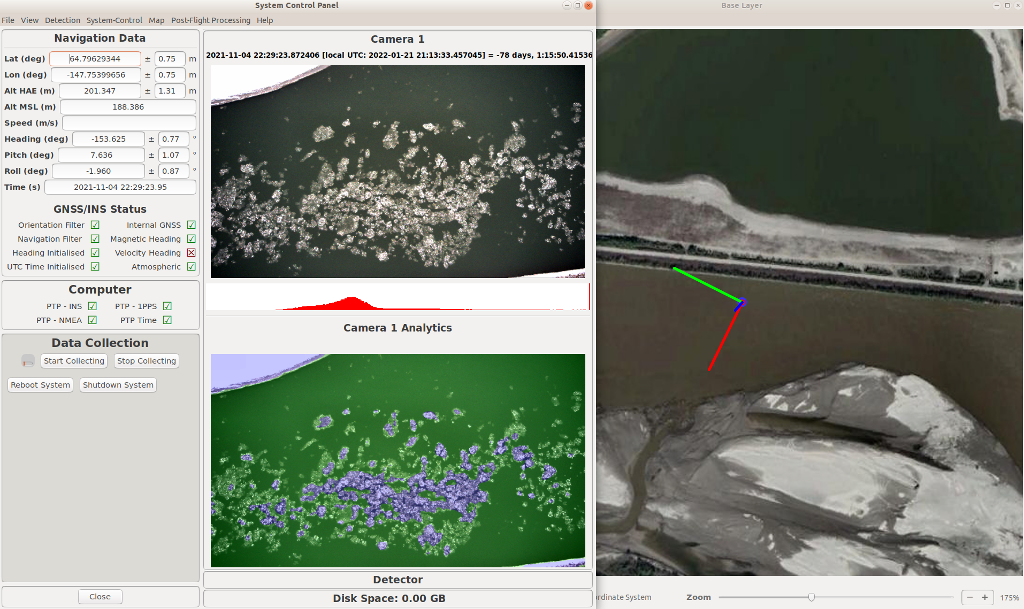 System Control Panel
Base Layer
File View Detection System-Control Map Post-Flight Processing Help
Navigation Data
Lat (deg) 64.79629344 ± 0.75 m
Lon (deg) -147.75399656 ± 0.75 m
Alt HAE (m) 201.347 ± 1.31 m
Alt MSL (m) 188.386
Speed (m/s)
Heading (deg) -153.625 ± 0.77 °
Pitch (deg) 7.636 ± 1.07 °
Roll (deg) -1.960 ± 0.87 °
Time (s) 2021-11-04 22:29:23.95
GNSS/INS Status
Orientation Filter Internal GNSS
Navigation Filter Magnetic Heading
Heading Initialised Velocity Heading
UTC Time Initialised Atmospheric
Computer
PTP - INS PTP - 1PPS
PTP - NMEA PTP Time
Data Collection
Start Collecting Stop Collecting
Reboot System Shutdown System
Close
Camera 1
2021-11-04 22:29:23.872406 [local UTC: 2022-01-21 21:13:33.457045] = -78 days, 1:15:50.41536
Camera 1 Analytics
Detector
Disk Space: 0.00 GB
rdinate System Zoom − + 175%